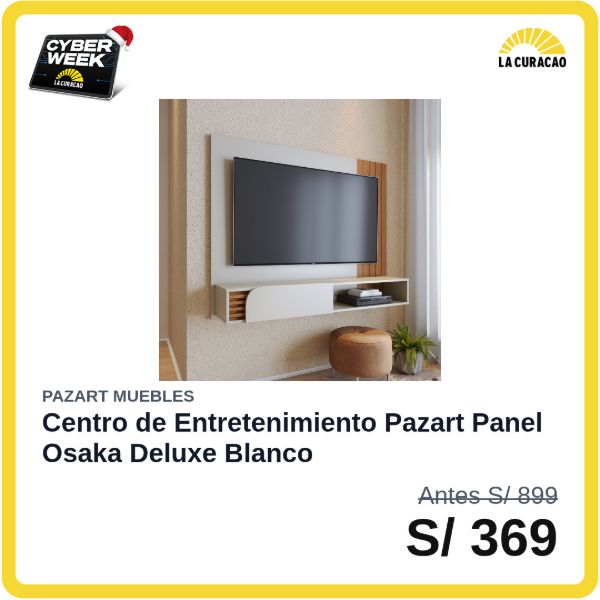 CYBER
WEEK
LA CURACAO
LA CURACAO
PAZART MUEBLES
Centro de Entretenimiento Pazart Panel
Osaka Deluxe Blanco
Antes S/ 899
S/ 369